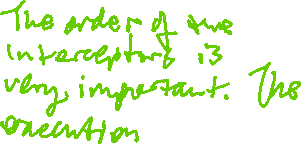 The order of the
interceptors is
very, important. The
execution